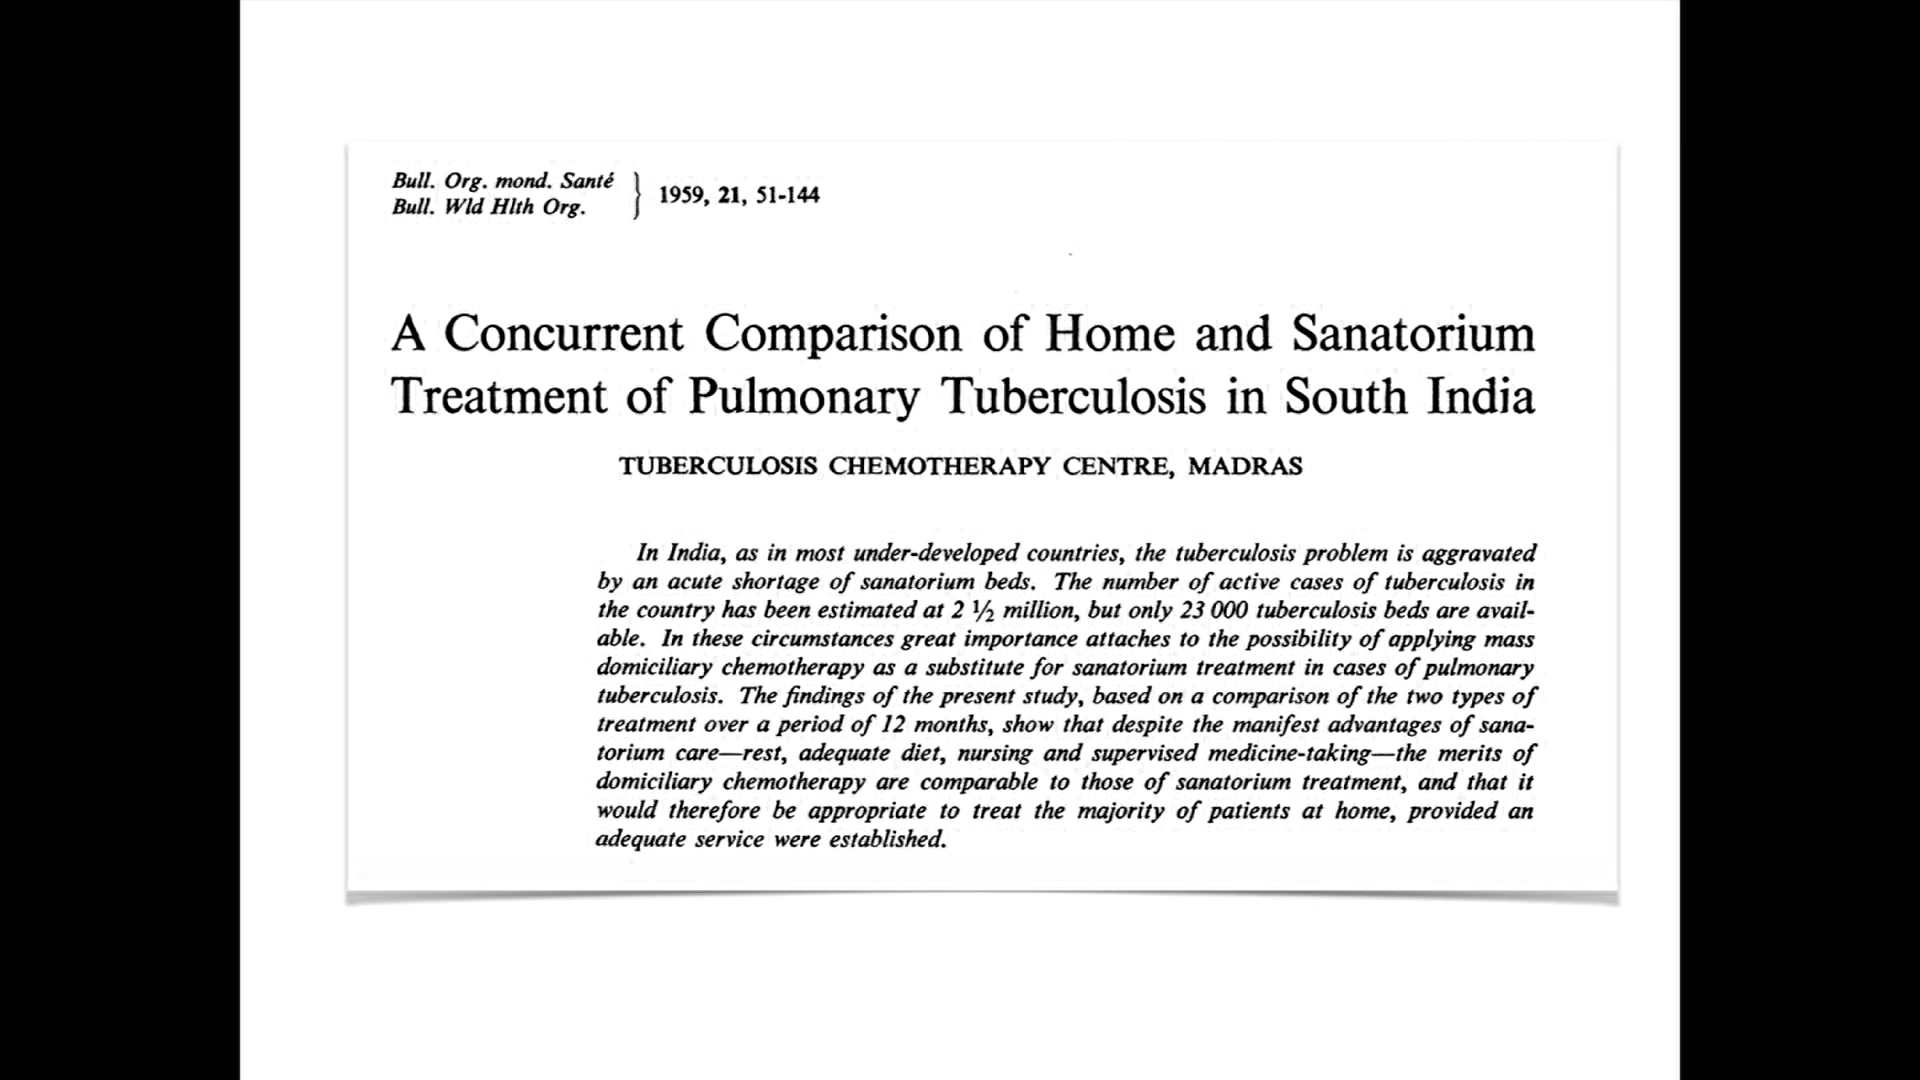 Bull. Org. mond. Santé
Bull. Wld Hlth Org.
} 1959, 21, 51-144
A Concurrent Comparison of Home and Sanatorium
Treatment of Pulmonary Tuberculosis in South India
TUBERCULOSIS CHEMOTHERAPY CENTRE, MADRAS
In India, as in most under-developed countries, the tuberculosis problem is aggravated
by an acute shortage of sanatorium beds. The number of active cases of tuberculosis in
the country has been estimated at 2 ½ million, but only 23 000 tuberculosis beds are avail-
able. In these circumstances great importance attaches to the possibility of applying mass
domiciliary chemotherapy as a substitute for sanatorium treatment in cases of pulmonary
tuberculosis. The findings of the present study, based on a comparison of the two types of
treatment over a period of 12 months, show that despite the manifest advantages of sana-
torium care—rest, adequate diet, nursing and supervised medicine-taking—the merits of
domiciliary chemotherapy are comparable to those of sanatorium treatment, and that it
would therefore be appropriate to treat the majority of patients at home, provided an
adequate service were established.